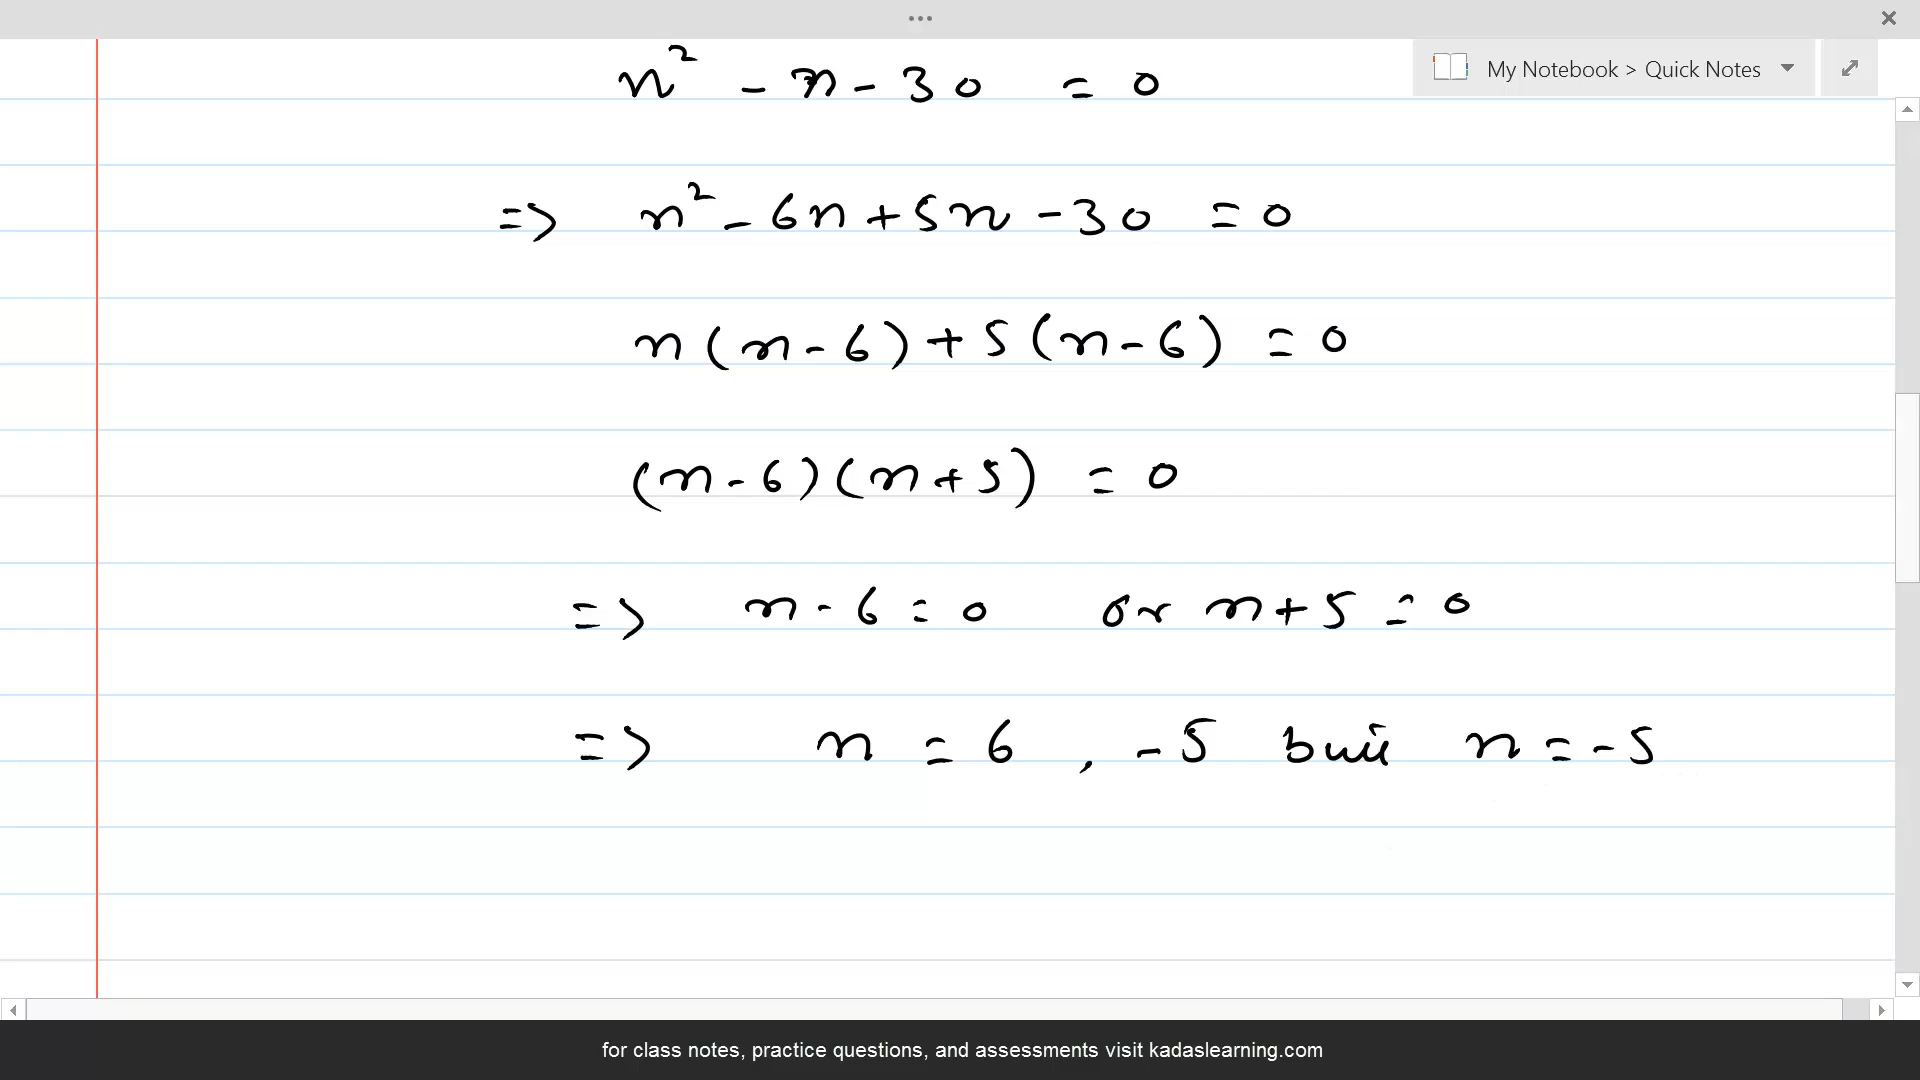 n² - n - 30 = 0
My Notebook > Quick Notes
=> n² - 6n + 5n - 30 = 0
n(n-6) + 5(n-6) = 0
(n-6)(n+5) = 0
=> n - 6 = 0 or n + 5 = 0
=> n = 6, -5 but n = -5
for class notes, practice questions, and assessments visit kadaslearning.com